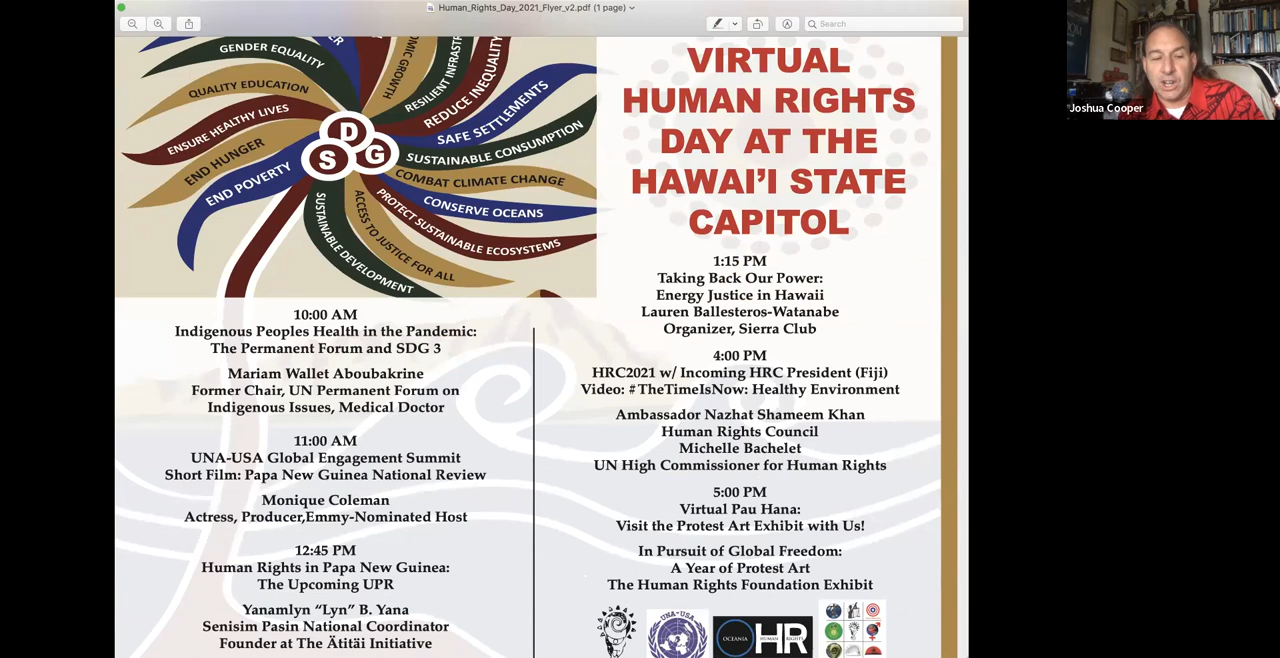 Human_Rights_Day_2021_Flyer_v2.pdf (1 page)
Search
Joshua Cooper
GENDER EQUALITY
QUALITY EDUCATION
ENSURE HEALTHY LIVES
END HUNGER
END POVERTY
RESILIENT INFRAST
REDUCE INEQUALITY
SAFE SETTLEMENTS
SUSTAINABLE CONSUMPTION
COMBAT CLIMATE CHANGE
CONSERVE OCEANS
PROTECT SUSTAINABLE ECOSYSTEMS
ACCESS TO JUSTICE FOR ALL
SUSTAINABLE DEVELOPMENT
GROWTH
S D G
VIRTUAL
HUMAN RIGHTS
DAY AT THE
HAWAI’I STATE
CAPITOL
10:00 AM
Indigenous Peoples Health in the Pandemic:
The Permanent Forum and SDG 3
Mariam Wallet Aboubakrine
Former Chair, UN Permanent Forum on
Indigenous Issues, Medical Doctor
11:00 AM
UNA-USA Global Engagement Summit
Short Film: Papa New Guinea National Review
Monique Coleman
Actress, Producer,Emmy-Nominated Host
12:45 PM
Human Rights in Papa New Guinea:
The Upcoming UPR
Yanamlyn “Lyn” B. Yana
Senisim Pasin National Coordinator
Founder at The Ätitäi Initiative
1:15 PM
Taking Back Our Power:
Energy Justice in Hawaii
Lauren Ballesteros-Watanabe
Organizer, Sierra Club
4:00 PM
HRC2021 w/ Incoming HRC President (Fiji)
Video: #TheTimeIsNow: Healthy Environment
Ambassador Nazhat Shameem Khan
Human Rights Council
Michelle Bachelet
UN High Commissioner for Human Rights
5:00 PM
Virtual Pau Hana:
Visit the Protest Art Exhibit with Us!
In Pursuit of Global Freedom:
A Year of Protest Art
The Human Rights Foundation Exhibit
UNA-USA
OCEANIA HUMAN RIGHTS
HR